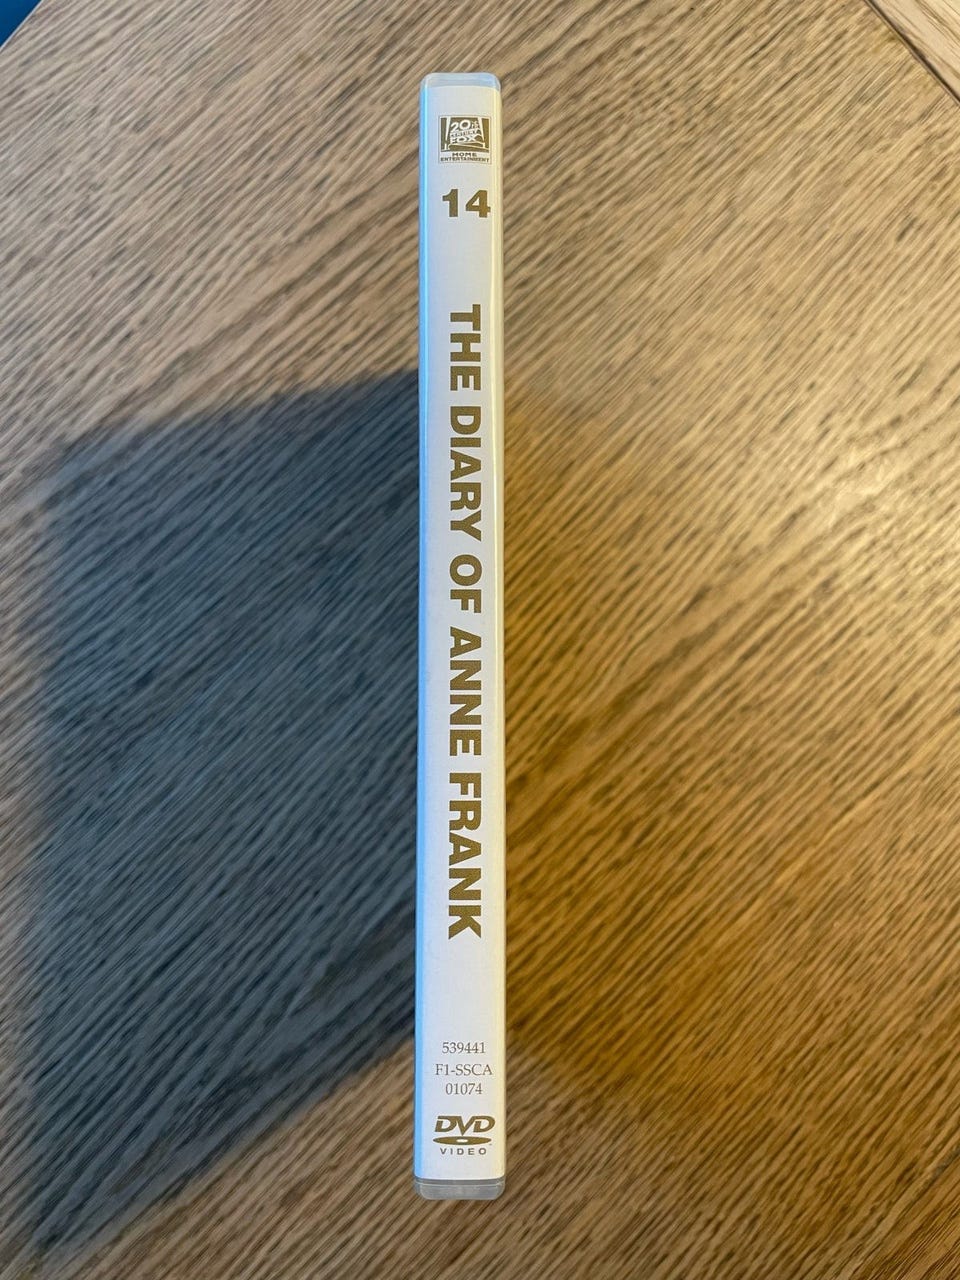 20th
CENTURY
FOX
HOME
ENTERTAINMENT
14
THE DIARY OF ANNE FRANK
539441
F1-SSCA
01074
DVD
VIDEO